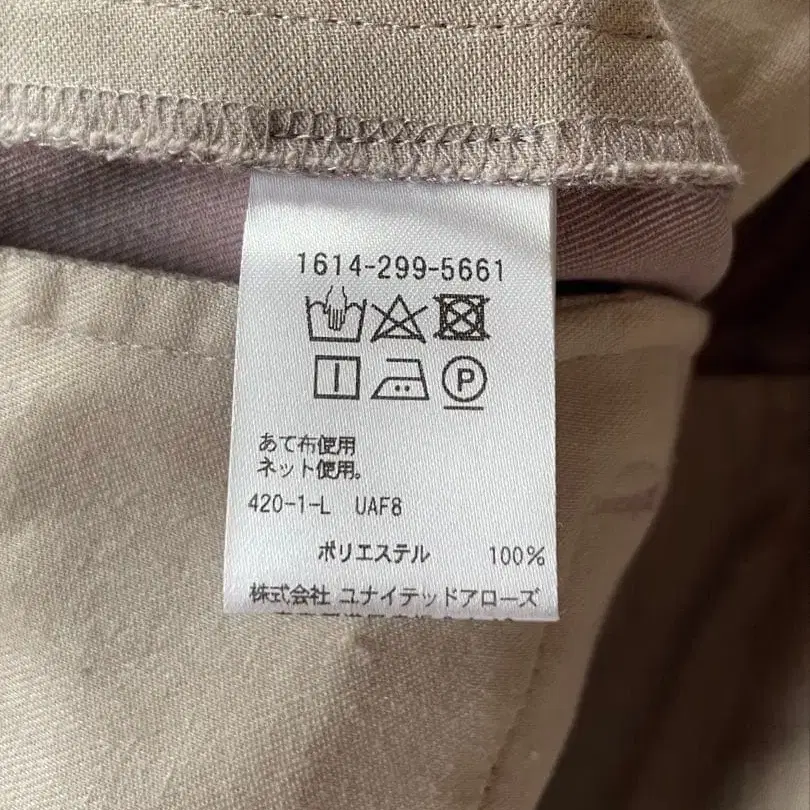 1614-299-5661
P
あて布使用
ネット使用。
420-1-L UAF8
ポリエステル 100%
株式会社 ユナイテッドアローズ